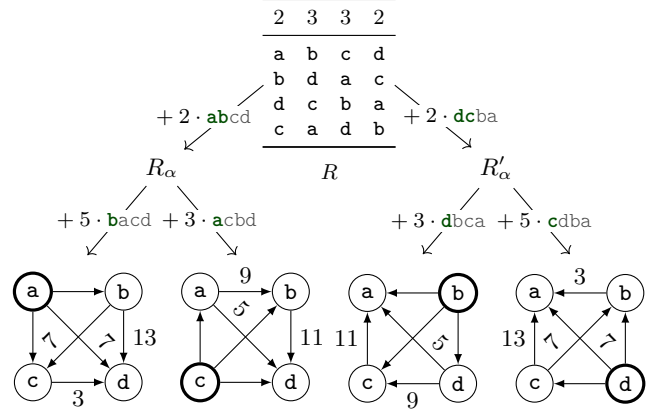 2 3 3 2
a b c d
b d a c
d c b a
c a d b
+ 2 · abcd
+ 2 · dcba
Rα
R
R′α
+ 5 · bacd
+ 3 · acbd
+ 3 · dbca
+ 5 · cdba
a b
7 7 13
c 3 d
a 9 b
5 11
c d
a b
11 5
c 9 d
a 3 b
13 7 7
c d